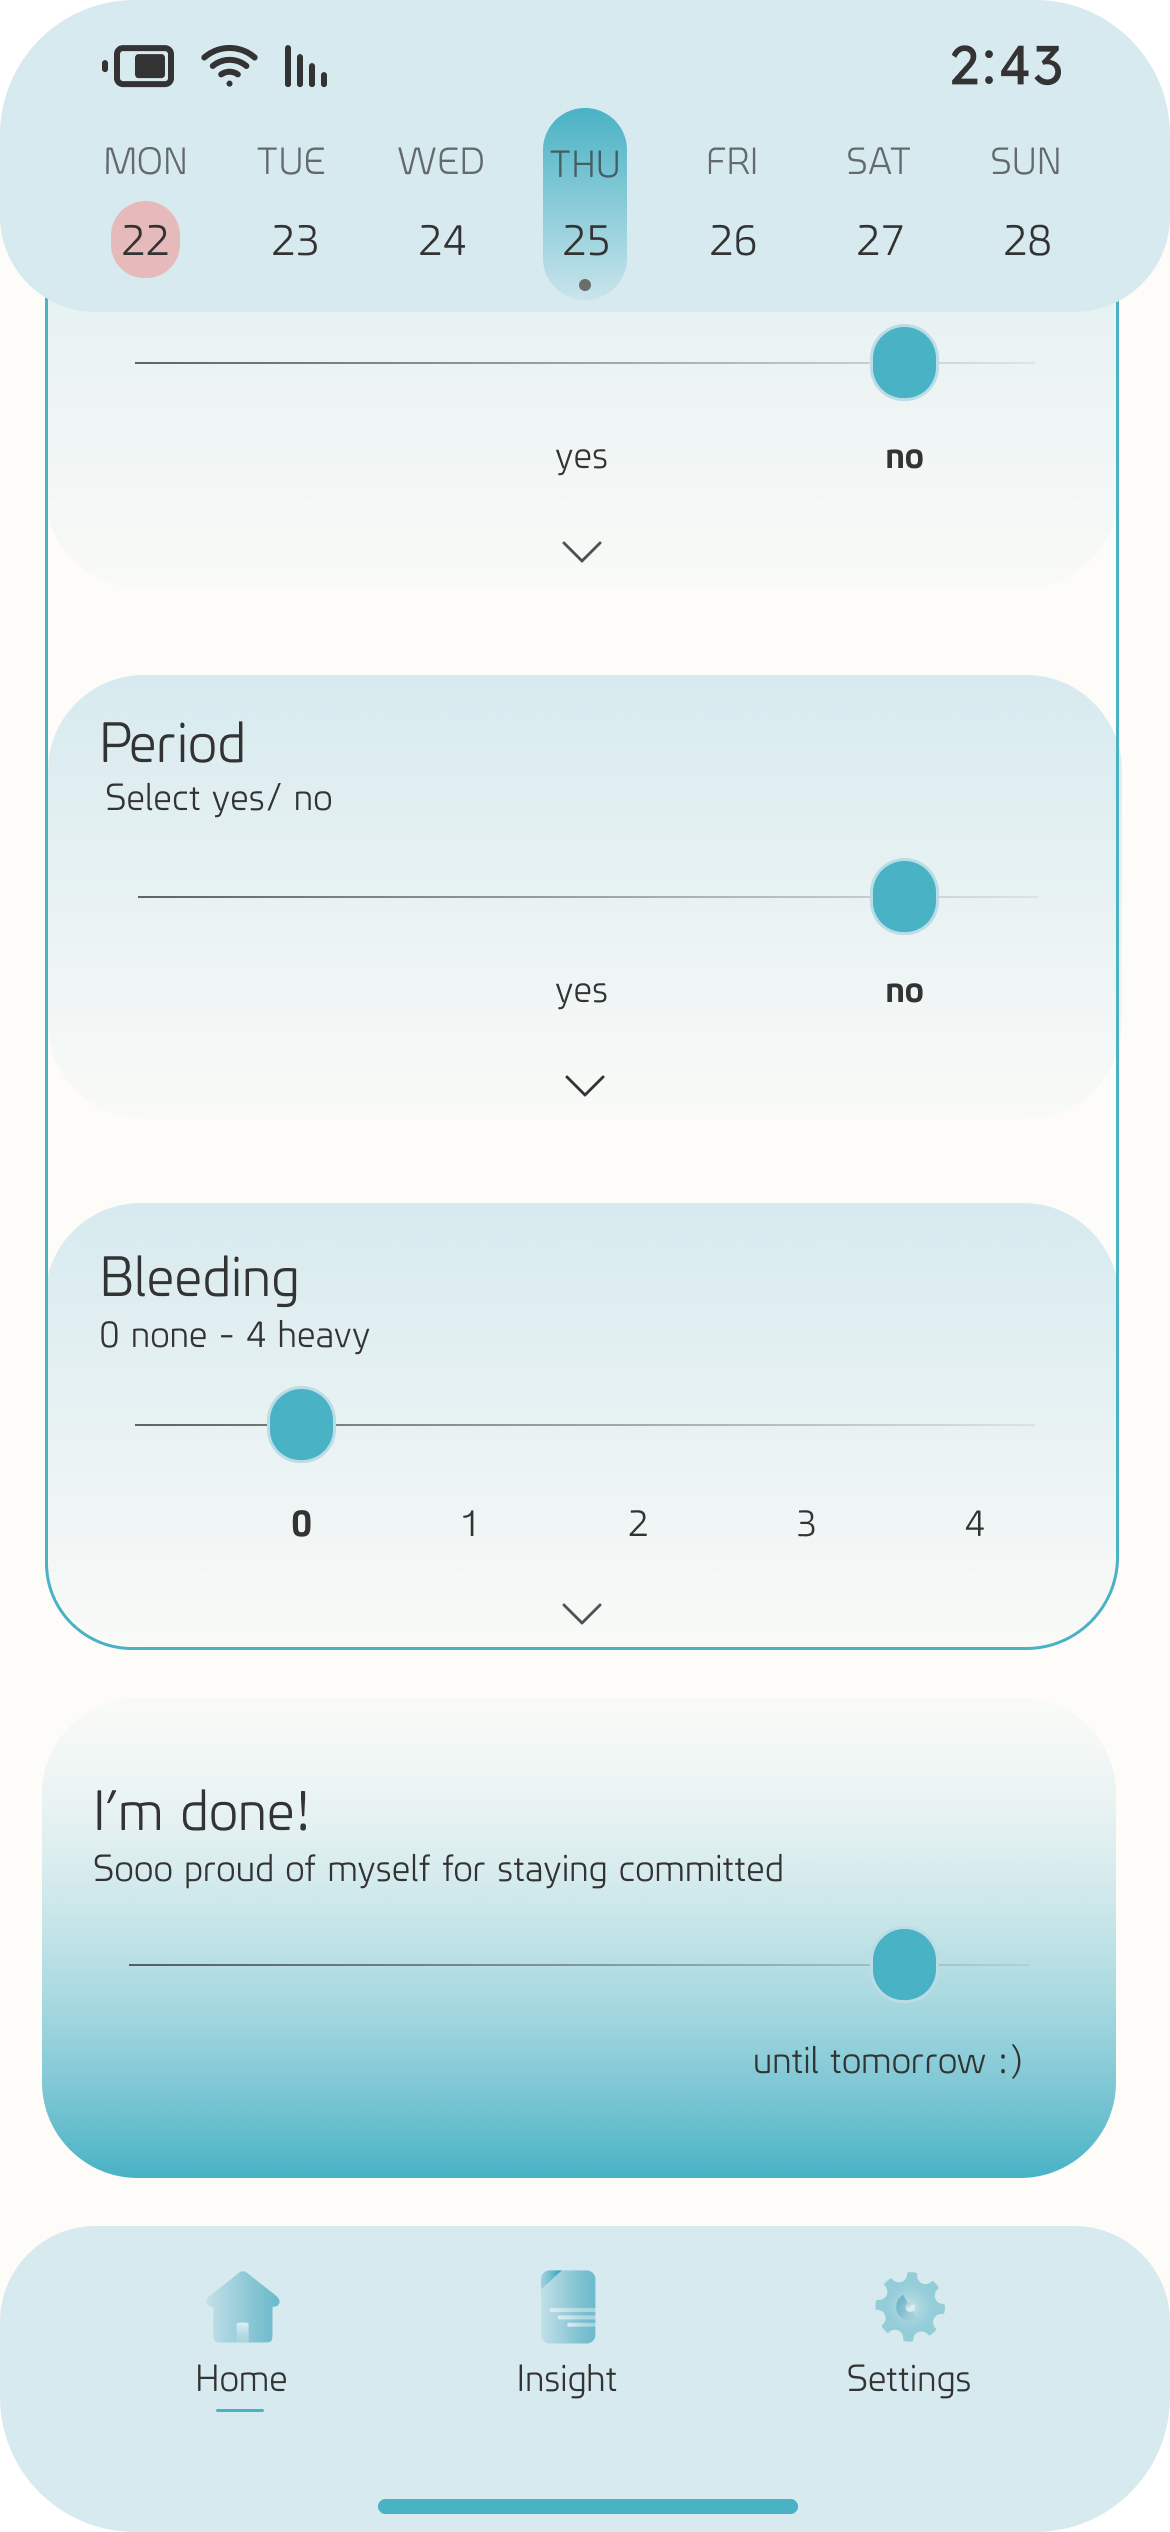 2:43
MON TUE WED THU FRI SAT SUN
22 23 24 25 26 27 28
yes no
Period
Select yes/ no
yes no
Bleeding
0 none - 4 heavy
0 1 2 3 4
I'm done!
Sooo proud of myself for staying committed
until tomorrow :)
Home Insight Settings